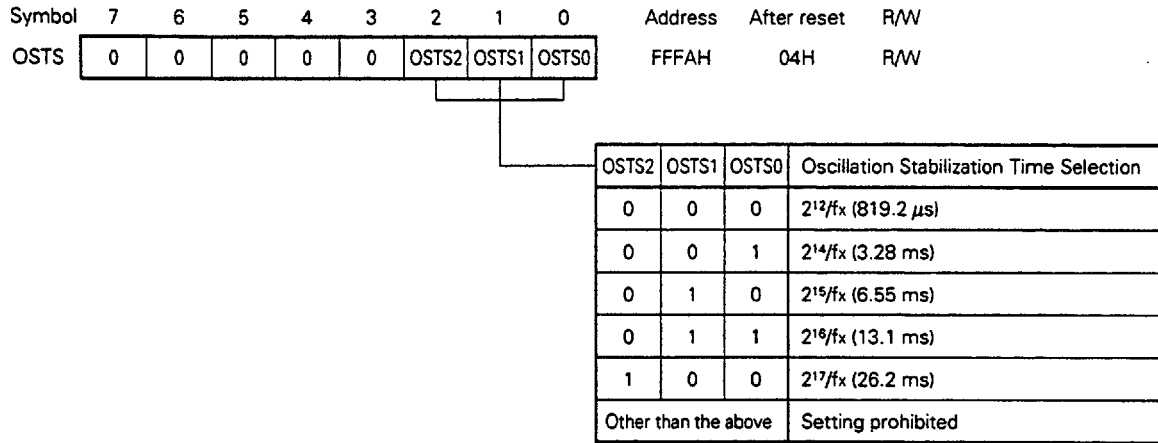 Symbol 7 6 5 4 3 2 1 0 Address After reset R/W
OSTS 0 0 0 0 0 OSTS2 OSTS1 OSTS0 FFFAH 04H R/W
OSTS2 OSTS1 OSTS0 Oscillation Stabilization Time Selection
0 0 0 2¹²/fx (819.2 µs)
0 0 1 2¹⁴/fx (3.28 ms)
0 1 0 2¹⁵/fx (6.55 ms)
0 1 1 2¹⁶/fx (13.1 ms)
1 0 0 2¹⁷/fx (26.2 ms)
Other than the above Setting prohibited